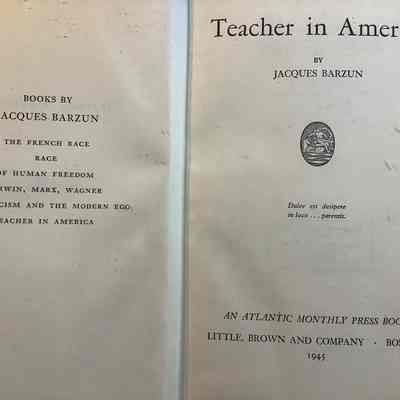 BOOKS BY
JACQUES BARZUN
THE FRENCH RACE
RACE
OF HUMAN FREEDOM
RWIN, MARX, WAGNER
CISM AND THE MODERN EGO
EACHER IN AMERICA
Teacher in Amer
BY
JACQUES BARZUN
Dulce est desipere
in loco . . . parentis.
AN ATLANTIC MONTHLY PRESS BOO
LITTLE, BROWN AND COMPANY · BOS
1945